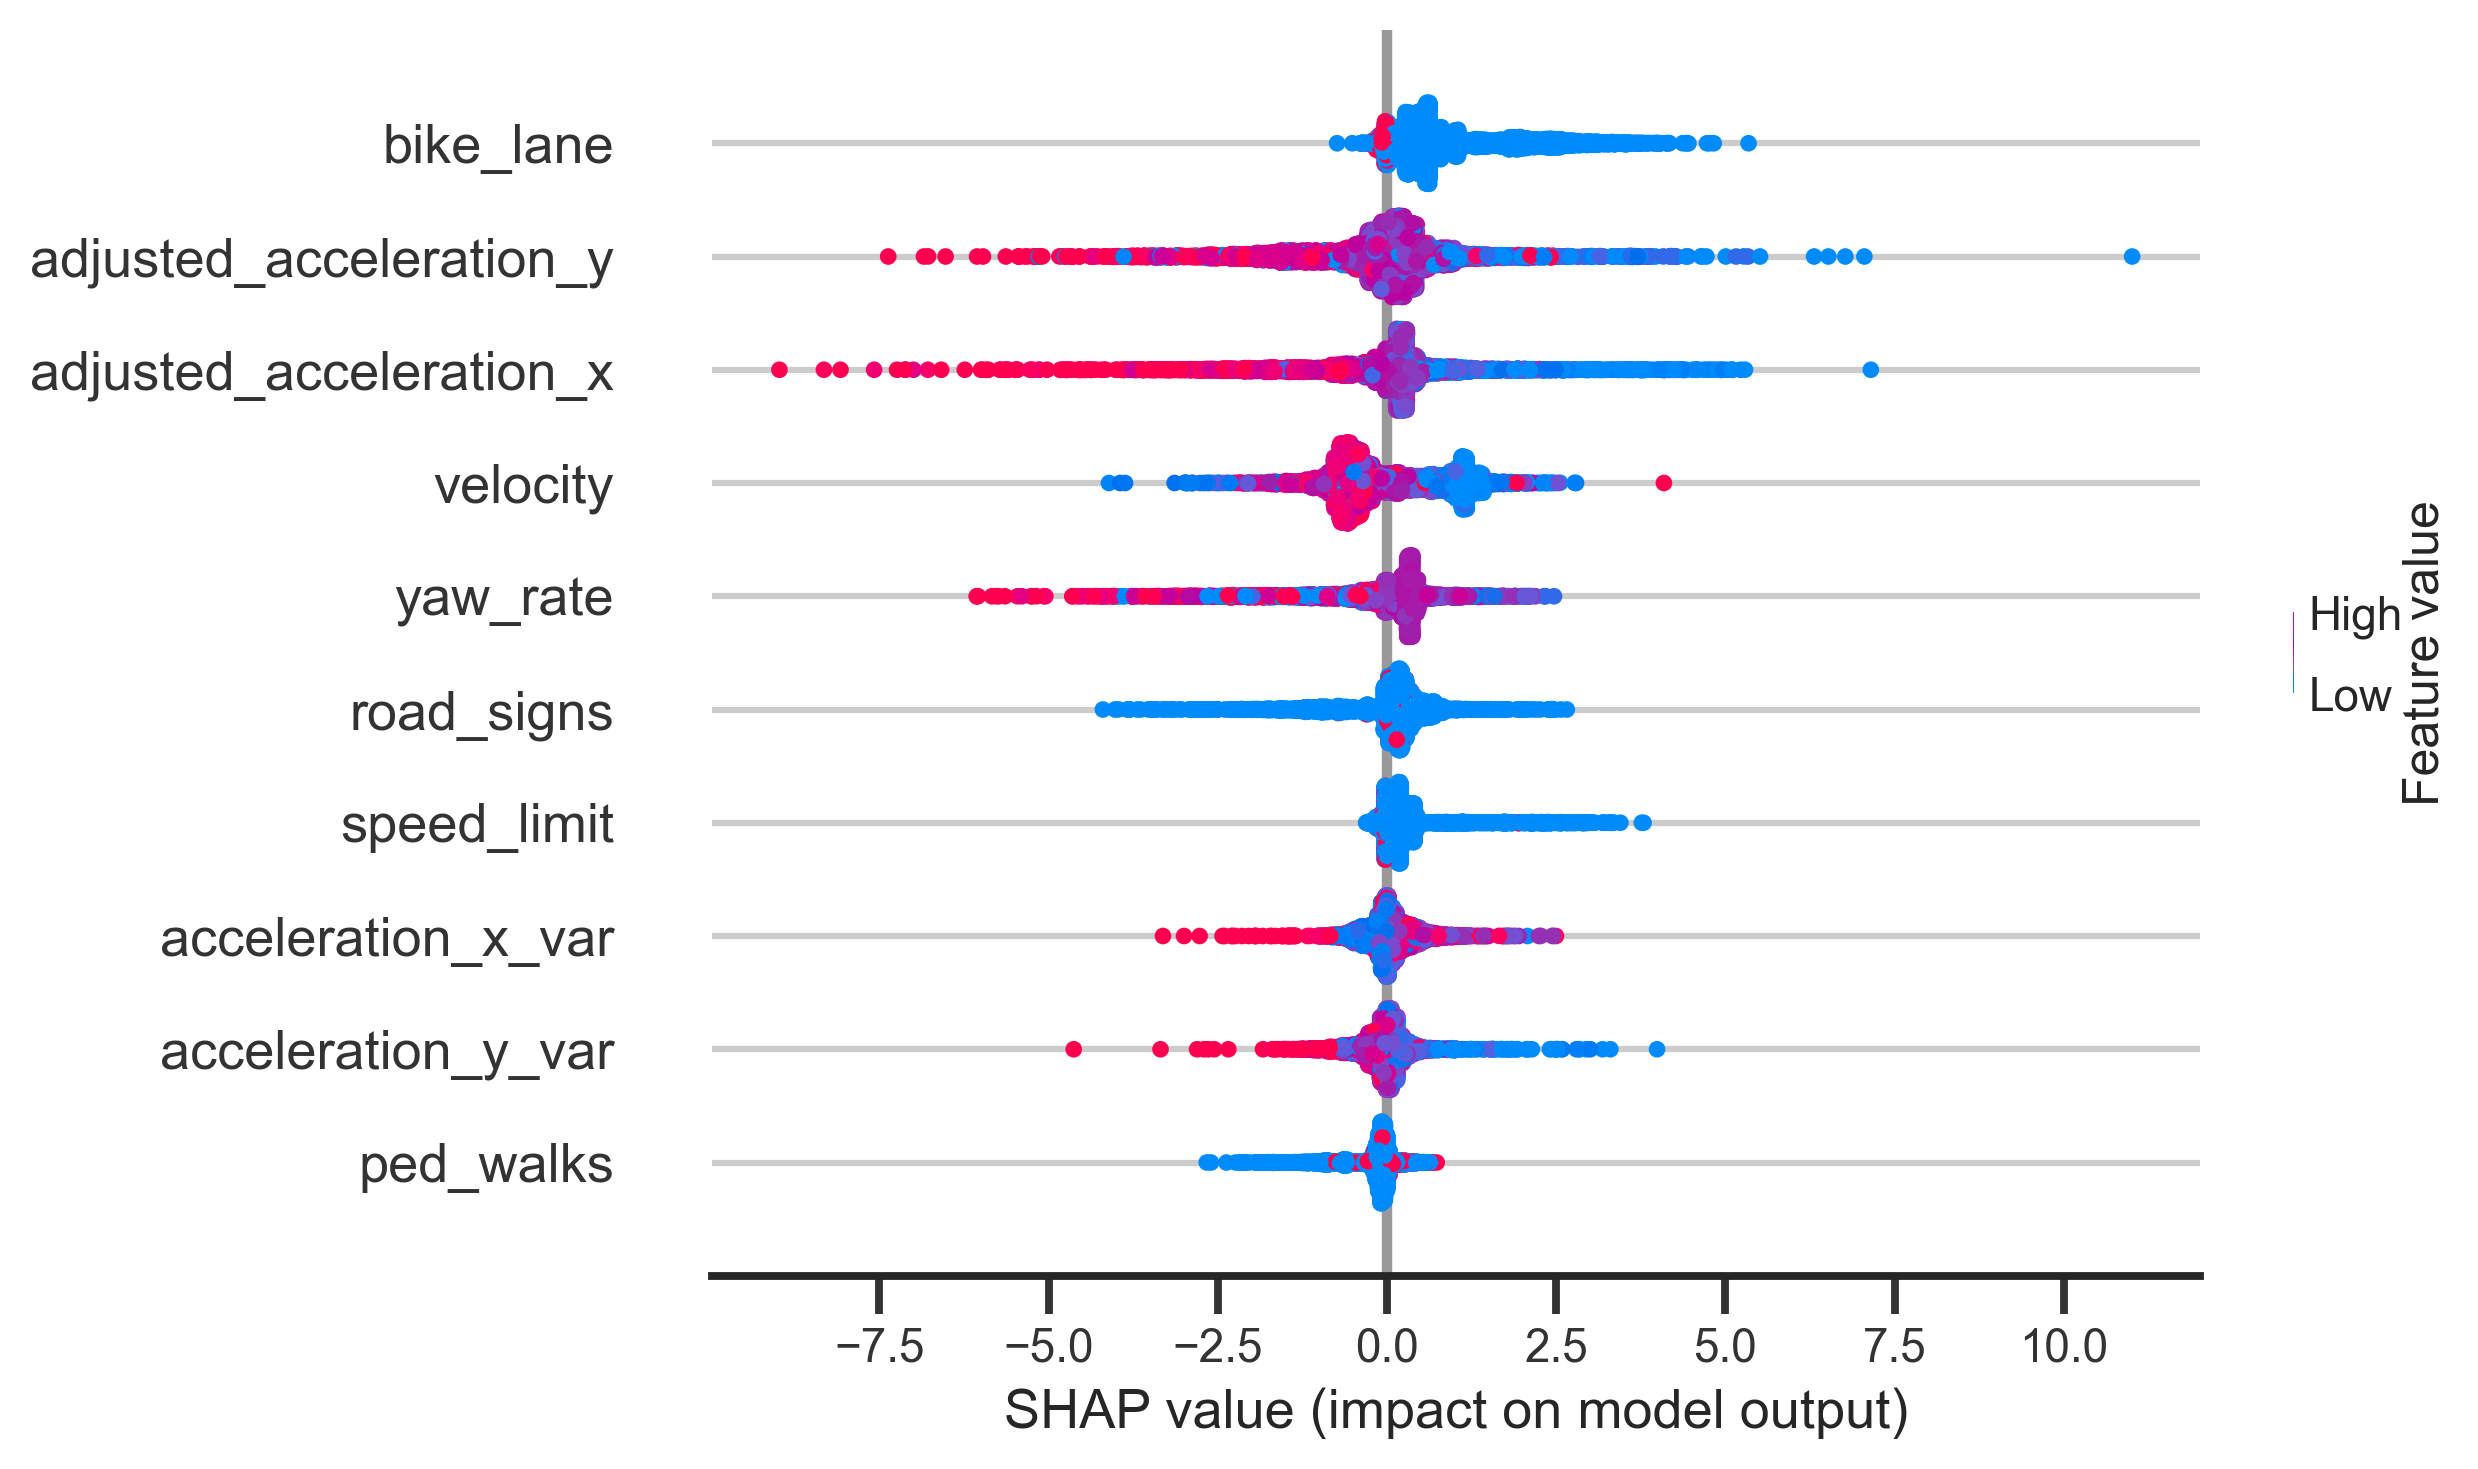 bike_lane
adjusted_acceleration_y
adjusted_acceleration_x
velocity
yaw_rate
road_signs
speed_limit
acceleration_x_var
acceleration_y_var
ped_walks
−7.5 −5.0 −2.5 0.0 2.5 5.0 7.5 10.0
SHAP value (impact on model output)
High
Low
Feature value